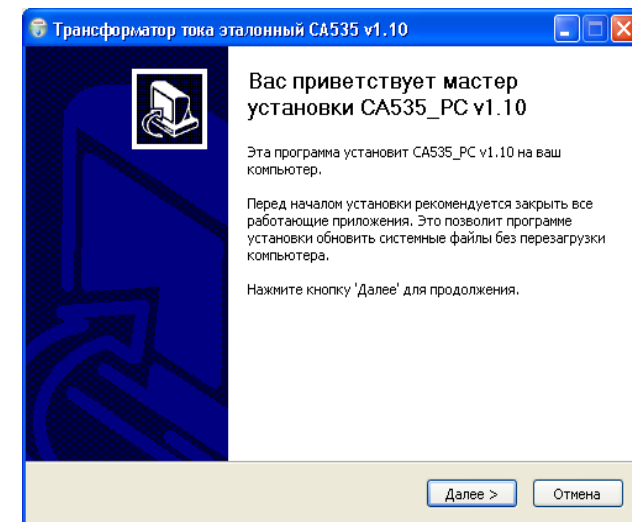 Трансформатор тока эталонный СА535 v1.10
Вас приветствует мастер
установки CA535_PC v1.10
Эта программа установит CA535_PC v1.10 на ваш
компьютер.
Перед началом установки рекомендуется закрыть все
работающие приложения. Это позволит программе
установки обновить системные файлы без перезагрузки
компьютера.
Нажмите кнопку 'Далее' для продолжения.
Далее >
Отмена